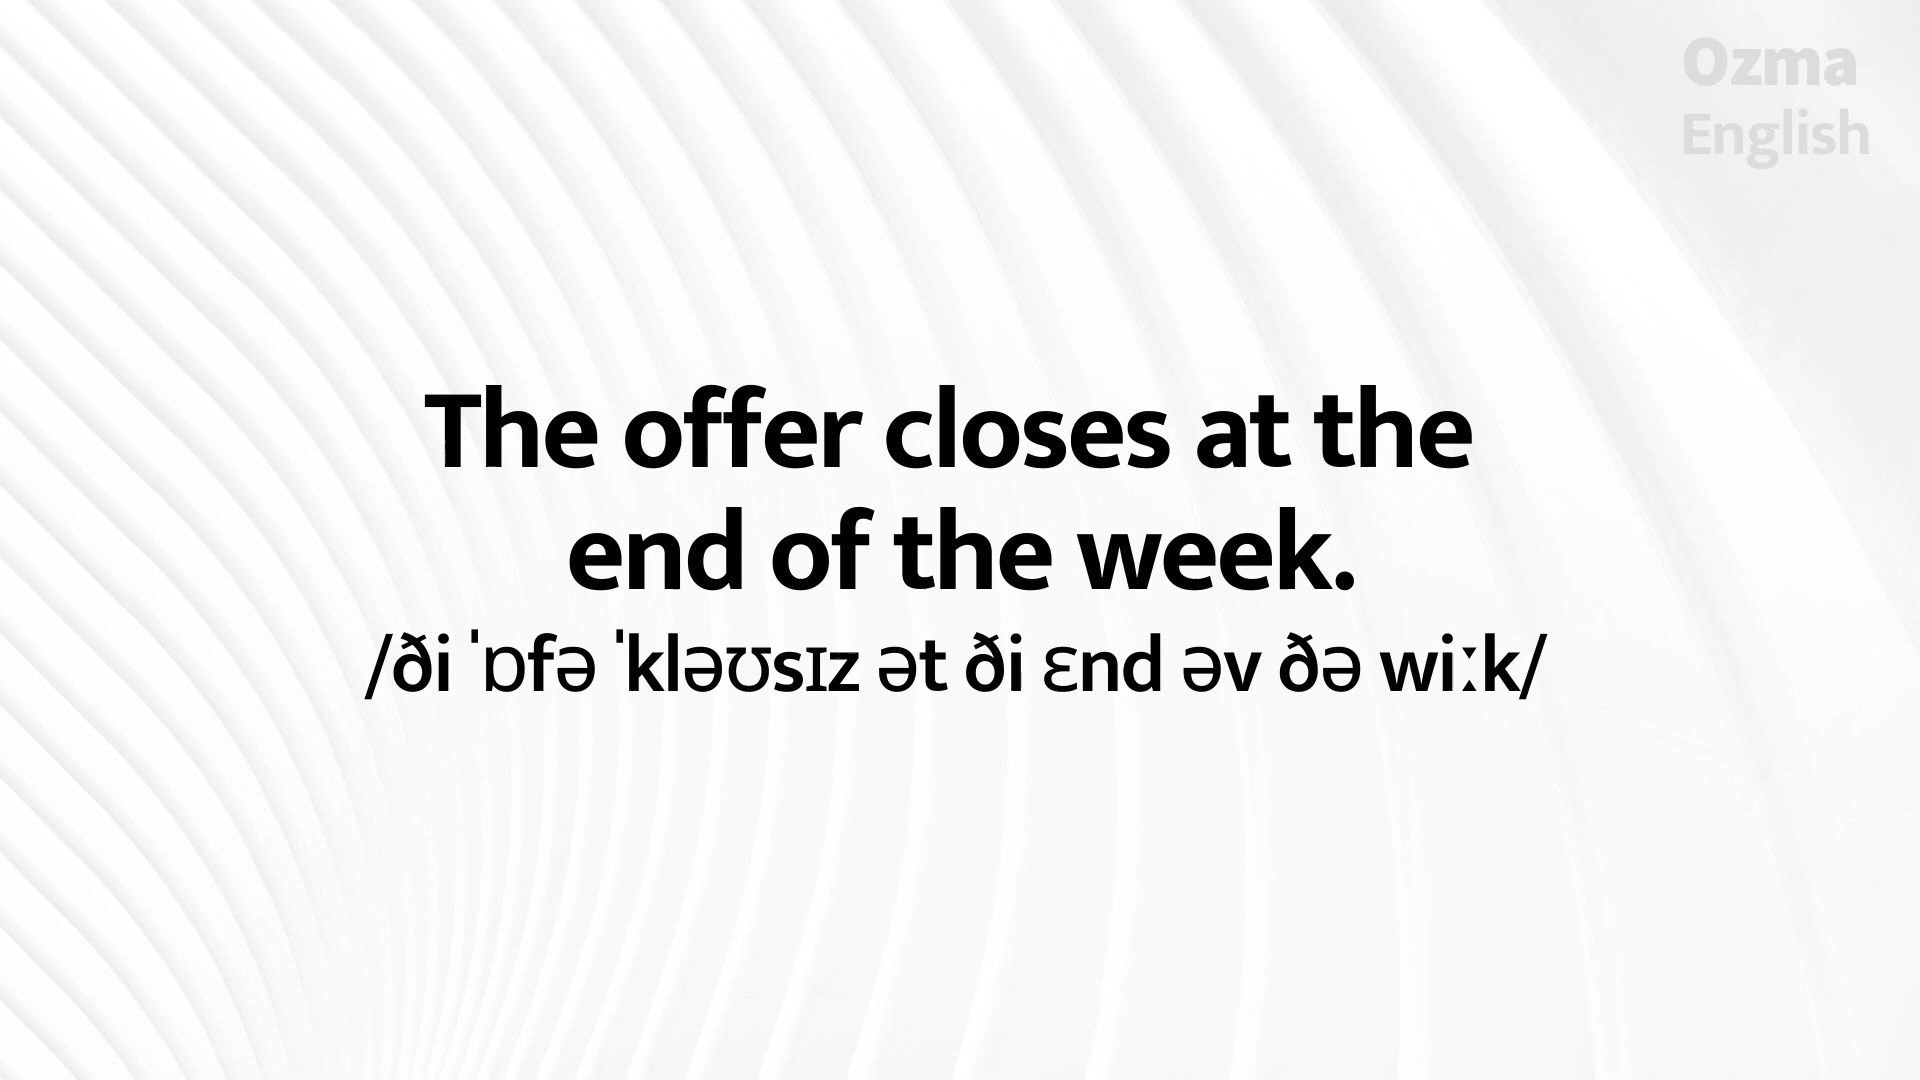 Ozma
English
The offer closes at the
end of the week.
/ði ˈɒfə ˈkləʊsɪz ət ði ɛnd əv ðə wiːk/